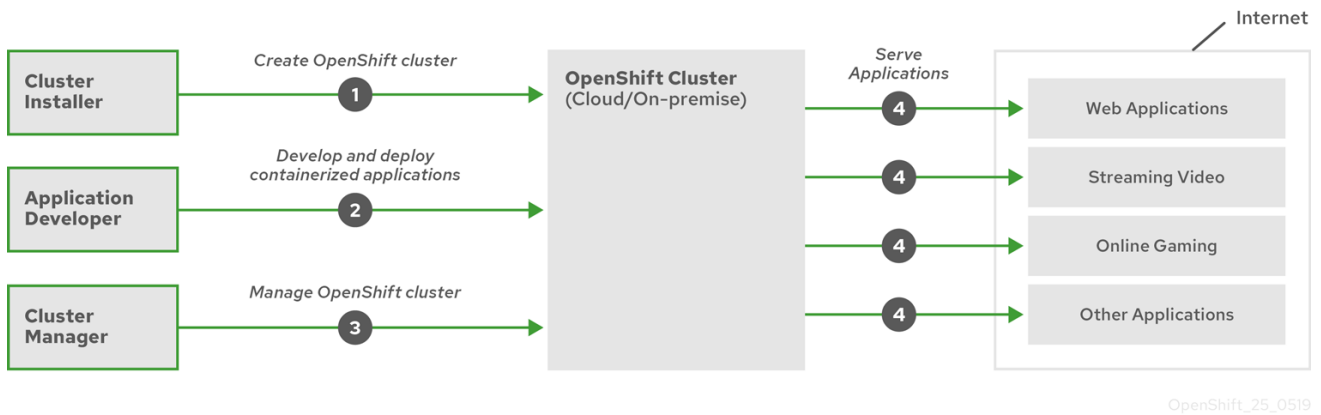 Internet
Cluster
Installer
Create OpenShift cluster
1
Application
Developer
Develop and deploy
containerized applications
2
Cluster
Manager
Manage OpenShift cluster
3
OpenShift Cluster
(Cloud/On-premise)
Serve
Applications
4
Web Applications
4
Streaming Video
4
Online Gaming
4
Other Applications
OpenShift_25_0519